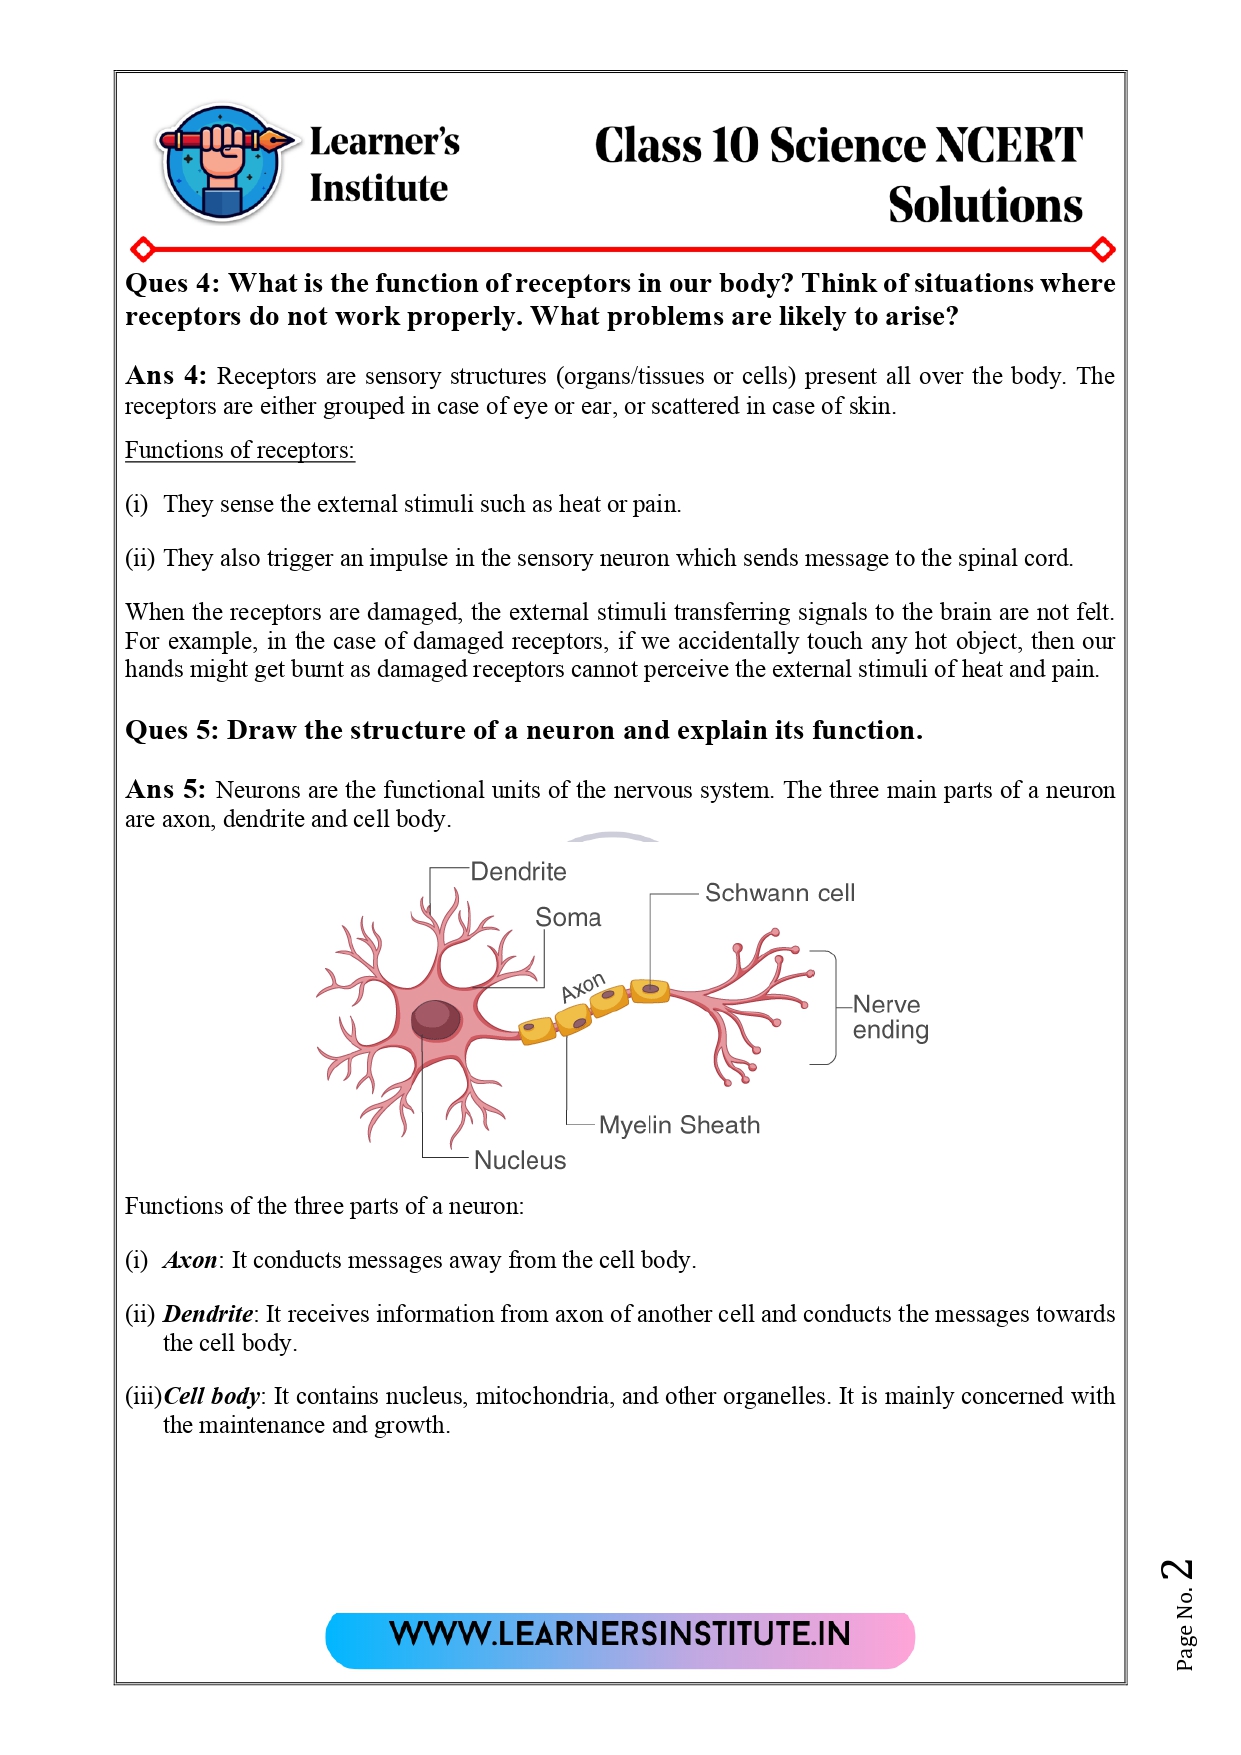 Learner's
Institute
Class 10 Science NCERT
Solutions
Ques 4: What is the function of receptors in our body? Think of situations where
receptors do not work properly. What problems are likely to arise?
Ans 4: Receptors are sensory structures (organs/tissues or cells) present all over the body. The
receptors are either grouped in case of eye or ear, or scattered in case of skin.
Functions of receptors:
(i) They sense the external stimuli such as heat or pain.
(ii) They also trigger an impulse in the sensory neuron which sends message to the spinal cord.
When the receptors are damaged, the external stimuli transferring signals to the brain are not felt.
For example, in the case of damaged receptors, if we accidentally touch any hot object, then our
hands might get burnt as damaged receptors cannot perceive the external stimuli of heat and pain.
Ques 5: Draw the structure of a neuron and explain its function.
Ans 5: Neurons are the functional units of the nervous system. The three main parts of a neuron
are axon, dendrite and cell body.
Dendrite
Soma
Schwann cell
Axon
Nerve
ending
Myelin Sheath
Nucleus
Functions of the three parts of a neuron:
(i) Axon: It conducts messages away from the cell body.
(ii) Dendrite: It receives information from axon of another cell and conducts the messages towards
the cell body.
(iii)Cell body: It contains nucleus, mitochondria, and other organelles. It is mainly concerned with
the maintenance and growth.
WWW.LEARNERSINSTITUTE.IN
Page No. 2